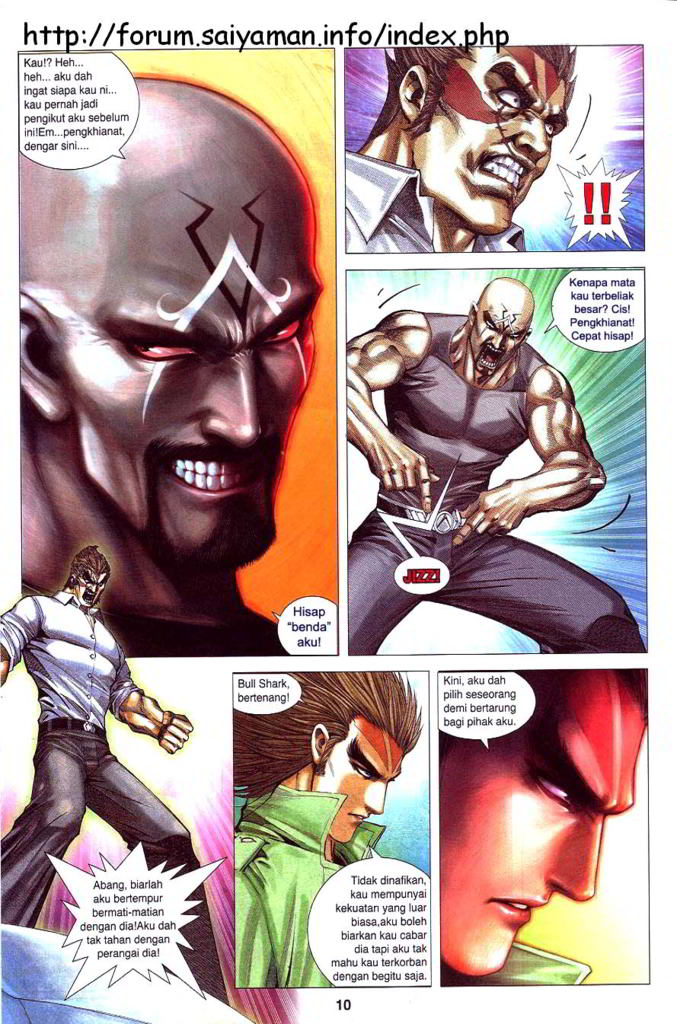 http://forum.saiyaman.info/index.php
Kau!? Heh...
heh... aku dah
ingat siapa kau ni...
kau pernah jadi
pengikut aku sebelum
ini!Em...pengkhianat,
dengar sini....
Hisap
"benda"
aku!
!!
Kenapa mata
kau terbeliak
besar? Cis!
Pengkhianat!
Cepat hisap!
JIZZ!
Abang, biarlah
aku bertempur
bermati-matian
dengan dia!Aku dah
tak tahan dengan
perangai dia!
Bull Shark,
bertenang!
Tidak dinafikan,
kau mempunyai
kekuatan yang luar
biasa,aku boleh
biarkan kau cabar
dia tapi aku tak
mahu kau terkorban
dengan begitu saja.
Kini, aku dah
pilih seseorang
demi bertarung
bagi pihak aku.
10